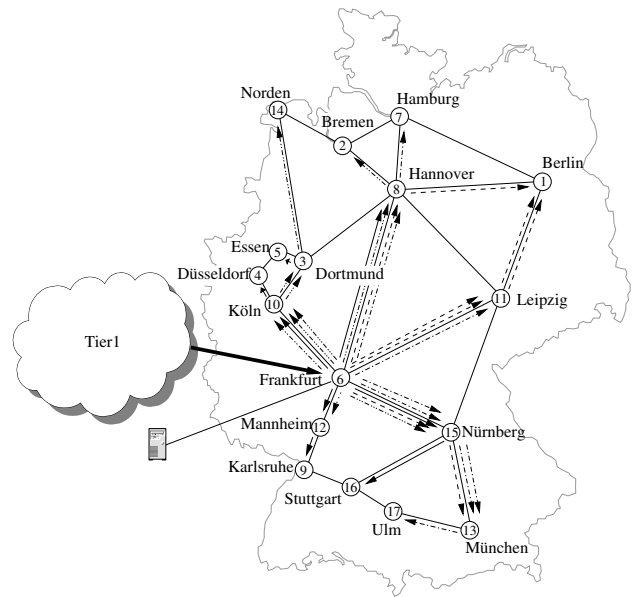 Norden
14
Hamburg
7
Bremen
2
Berlin
1
Hannover
8
Essen
5
3
Düsseldorf
4
Dortmund
Köln
10
11
Leipzig
Tier1
Frankfurt
6
Mannheim
12
15
Nürnberg
Karlsruhe
9
16
Stuttgart
17
Ulm
13
München